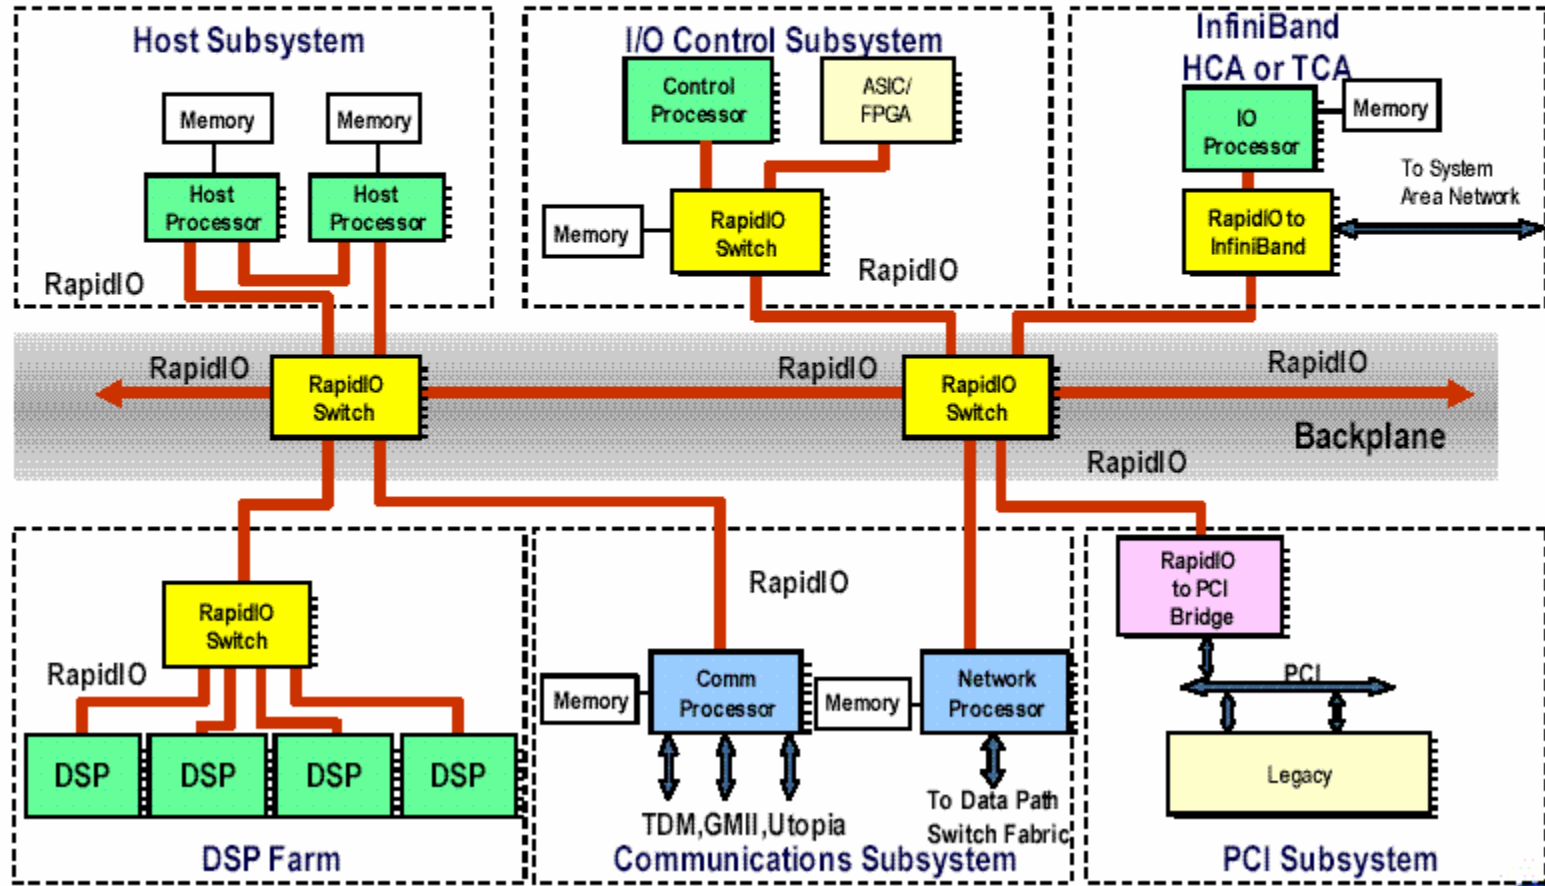 Host Subsystem
Memory
Memory
Host
Processor
Host
Processor
RapidIO
I/O Control Subsystem
Control
Processor
ASIC/
FPGA
Memory
RapidIO
Switch
RapidIO
InfiniBand
HCA or TCA
IO
Processor
Memory
To System
Area Network
RapidIO to
InfiniBand
RapidIO
RapidIO
Switch
RapidIO
RapidIO
Switch
RapidIO
Backplane
RapidIO
RapidIO
Switch
RapidIO
DSP
DSP
DSP
DSP
DSP Farm
RapidIO
Memory
Comm
Processor
Memory
Network
Processor
TDM,GMII,Utopia
To Data Path
Switch Fabric
Communications Subsystem
RapidIO
to PCI
Bridge
PCI
Legacy
PCI Subsystem